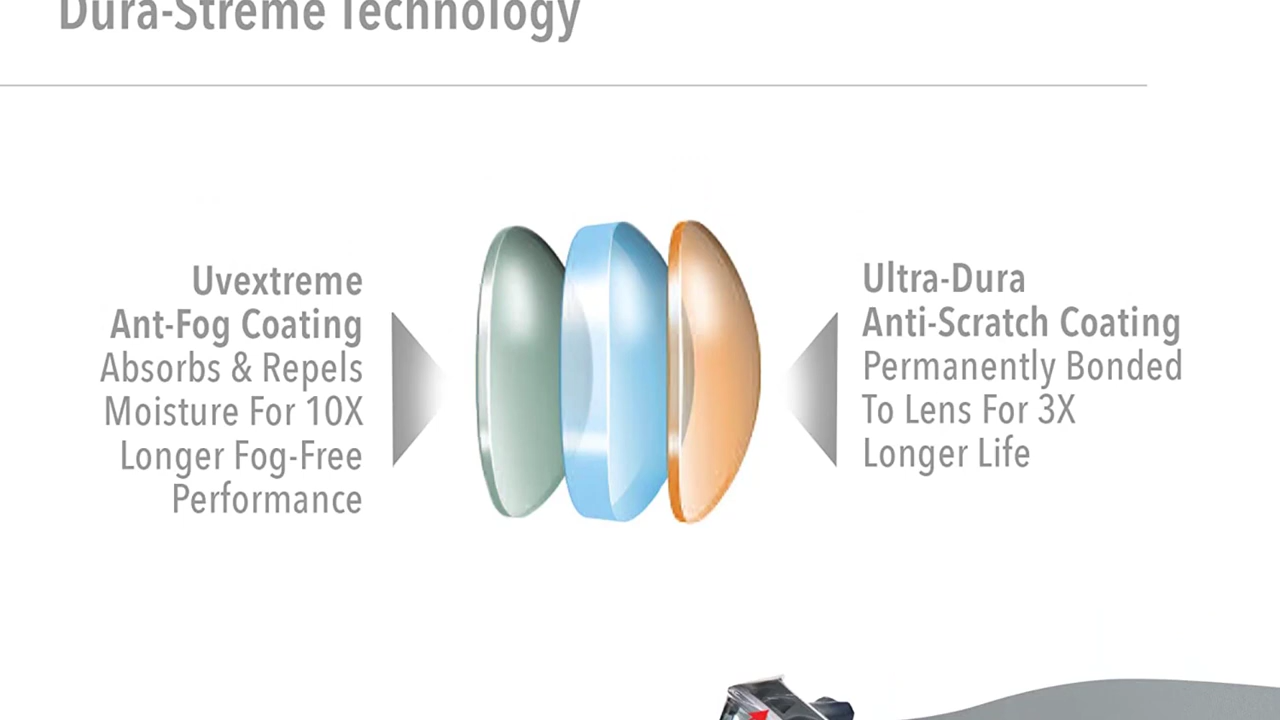 Dura-Streme Technology
Uvextreme
Ant-Fog Coating
Absorbs & Repels
Moisture For 10X
Longer Fog-Free
Performance
Ultra-Dura
Anti-Scratch Coating
Permanently Bonded
To Lens For 3X
Longer Life